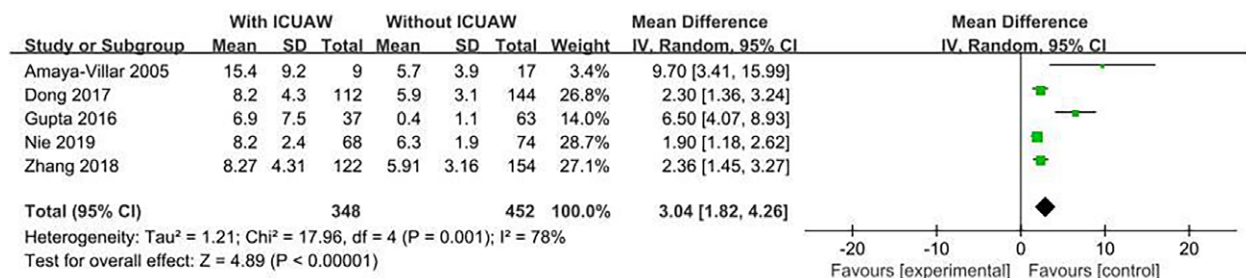 With ICUAW Without ICUAW Mean Difference Mean Difference
Study or Subgroup Mean SD Total Mean SD Total Weight IV, Random, 95% CI IV, Random, 95% CI
Amaya-Villar 2005 15.4 9.2 9 5.7 3.9 17 3.4% 9.70 [3.41, 15.99]
Dong 2017 8.2 4.3 112 5.9 3.1 144 26.8% 2.30 [1.36, 3.24]
Gupta 2016 6.9 7.5 37 0.4 1.1 63 14.0% 6.50 [4.07, 8.93]
Nie 2019 8.2 2.4 68 6.3 1.9 74 28.7% 1.90 [1.18, 2.62]
Zhang 2018 8.27 4.31 122 5.91 3.16 154 27.1% 2.36 [1.45, 3.27]
Total (95% CI) 348 452 100.0% 3.04 [1.82, 4.26]
Heterogeneity: Tau² = 1.21; Chi² = 17.96, df = 4 (P = 0.001); I² = 78%
Test for overall effect: Z = 4.89 (P < 0.00001)
-20 -10 0 10 20
Favours [experimental] Favours [control]